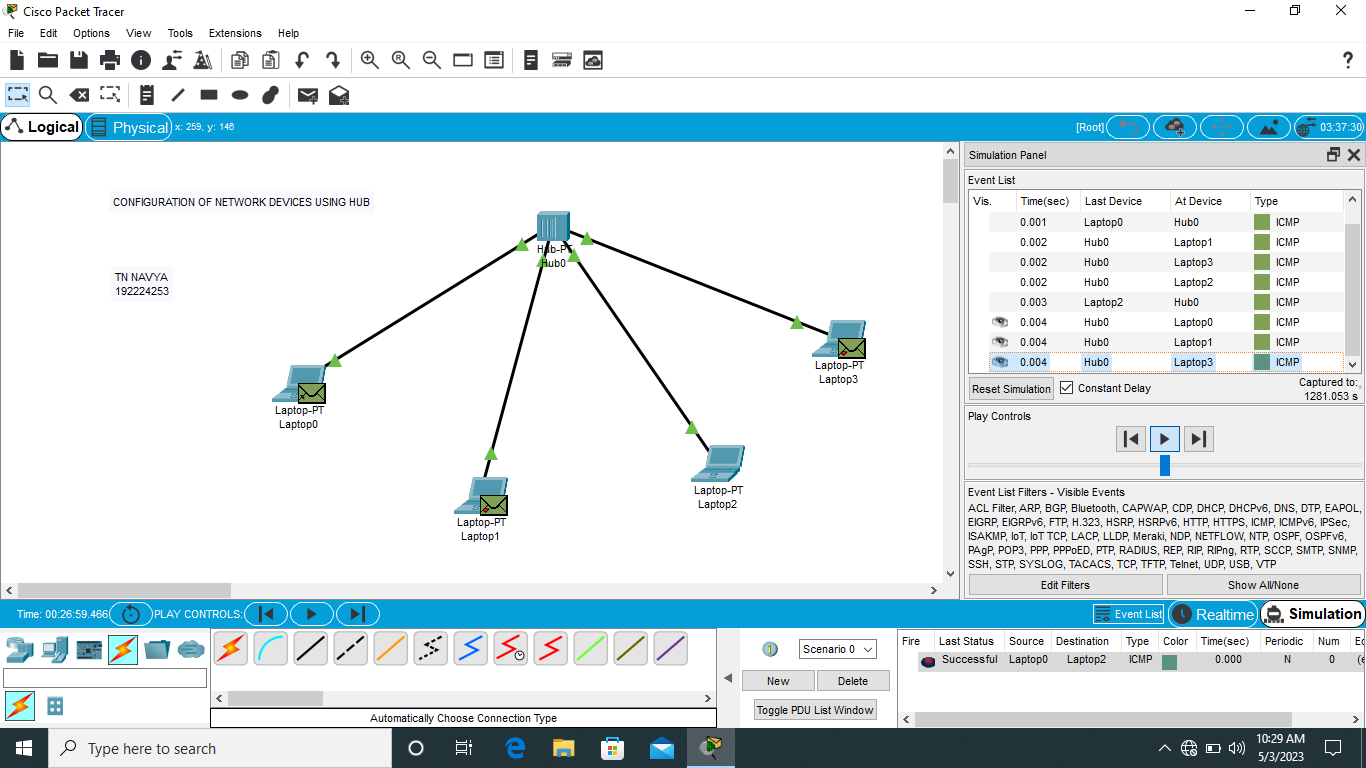 Cisco Packet Tracer
File Edit Options View Tools Extensions Help
?
Logical Physical x: 259, y: 146 [Root] 03:37:30
CONFIGURATION OF NETWORK DEVICES USING HUB
TN NAVYA
192224253
Hub-PT
Hub0
Laptop-PT
Laptop3
Laptop-PT
Laptop0
Laptop-PT
Laptop2
Laptop-PT
Laptop1
Simulation Panel
Event List
Vis. Time(sec) Last Device At Device Type
0.001 Laptop0 Hub0 ICMP
0.002 Hub0 Laptop1 ICMP
0.002 Hub0 Laptop3 ICMP
0.002 Hub0 Laptop2 ICMP
0.003 Laptop2 Hub0 ICMP
0.004 Hub0 Laptop0 ICMP
0.004 Hub0 Laptop1 ICMP
0.004 Hub0 Laptop3 ICMP
Reset Simulation Constant Delay Captured to:
1281.053 s
Play Controls
Event List Filters - Visible Events
ACL Filter, ARP, BGP, Bluetooth, CAPWAP, CDP, DHCP, DHCPv6, DNS, DTP, EAPOL,
EIGRP, EIGRPv6, FTP, H.323, HSRP, HSRPv6, HTTP, HTTPS, ICMP, ICMPv6, IPSec,
ISAKMP, IoT, IoT TCP, LACP, LLDP, Meraki, NDP, NETFLOW, NTP, OSPF, OSPFv6,
PAgP, POP3, PPP, PPPoED, PTP, RADIUS, REP, RIP, RIPng, RTP, SCCP, SMTP, SNMP,
SSH, STP, SYSLOG, TACACS, TCP, TFTP, Telnet, UDP, USB, VTP
Edit Filters Show All/None
Time: 00:26:59.466 PLAY CONTROLS: Event List Realtime Simulation
Automatically Choose Connection Type
Scenario 0
New Delete
Toggle PDU List Window
Fire Last Status Source Destination Type Color Time(sec) Periodic Num
Successful Laptop0 Laptop2 ICMP 0.000 N 0
Type here to search
10:29 AM
5/3/2023